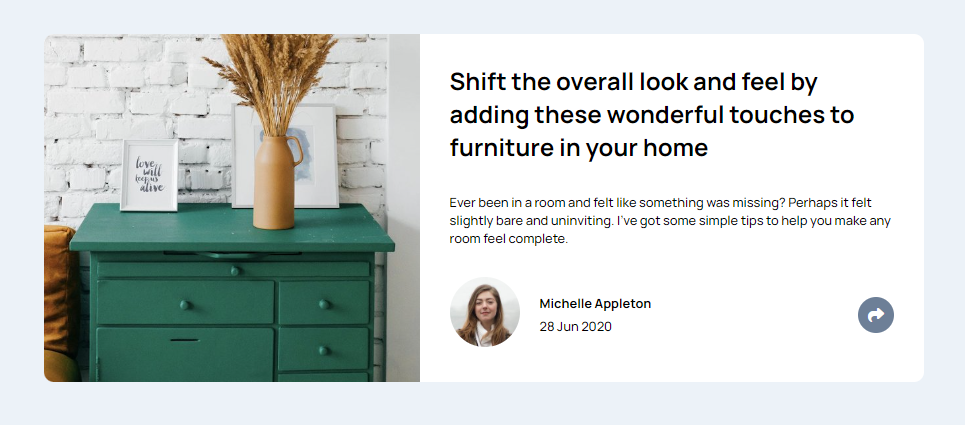 love
will
keep us
alive
Shift the overall look and feel by
adding these wonderful touches to
furniture in your home
Ever been in a room and felt like something was missing? Perhaps it felt
slightly bare and uninviting. I've got some simple tips to help you make any
room feel complete.
Michelle Appleton
28 Jun 2020